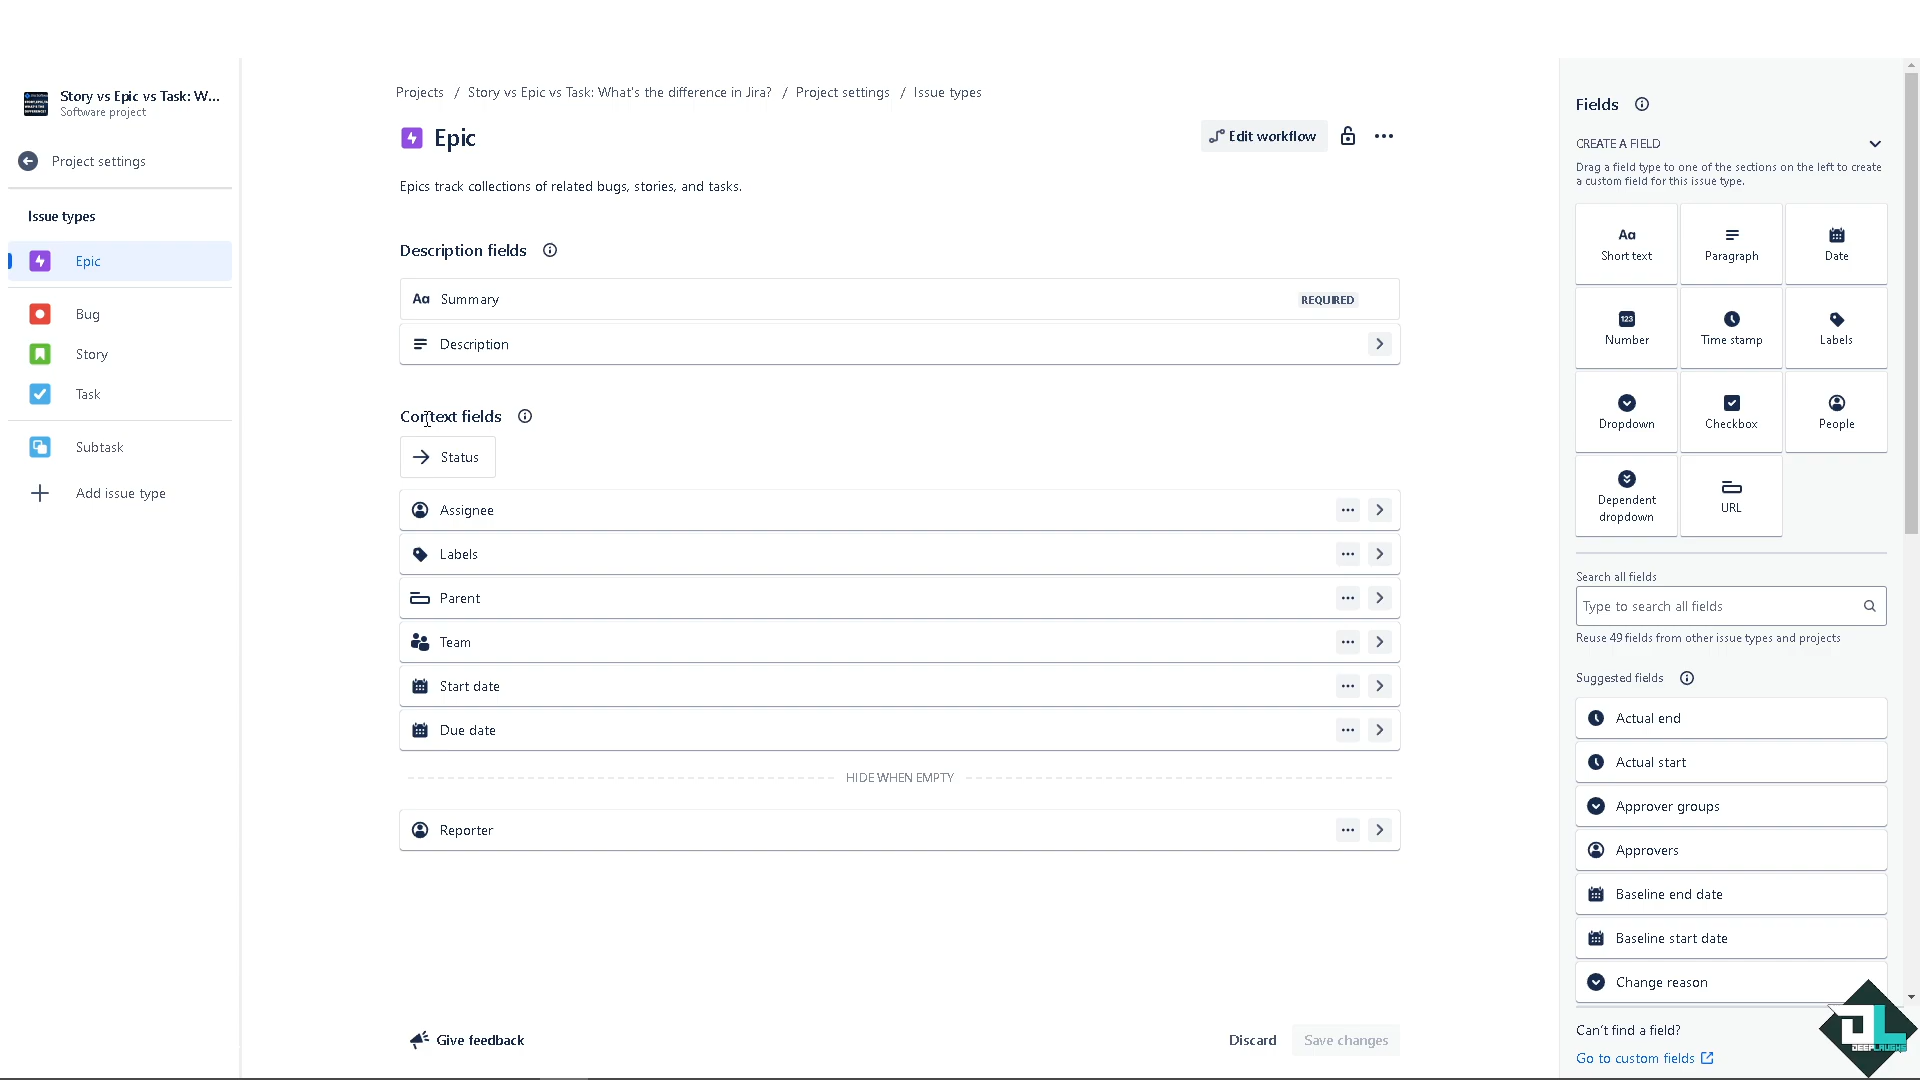 Story vs Epic vs Task: W...
Software project
Project settings
Issue types
Epic
Bug
Story
Task
Subtask
Add issue type
Projects / Story vs Epic vs Task: What's the difference in Jira? / Project settings / Issue types
Epic
Edit workflow
Epics track collections of related bugs, stories, and tasks.
Description fields
Aa Summary
REQUIRED
Description
Context fields
Status
Assignee
Labels
Parent
Team
Start date
Due date
HIDE WHEN EMPTY
Reporter
Give feedback
Discard
Save changes
Fields
CREATE A FIELD
Drag a field type to one of the sections on the left to create
a custom field for this issue type.
Aa
Short text
Paragraph
Date
123
Number
Time stamp
Labels
Dropdown
Checkbox
People
Dependent
dropdown
URL
Search all fields
Type to search all fields
Reuse 49 fields from other issue types and projects
Suggested fields
Actual end
Actual start
Approver groups
Approvers
Baseline end date
Baseline start date
Change reason
Can't find a field?
Go to custom fields